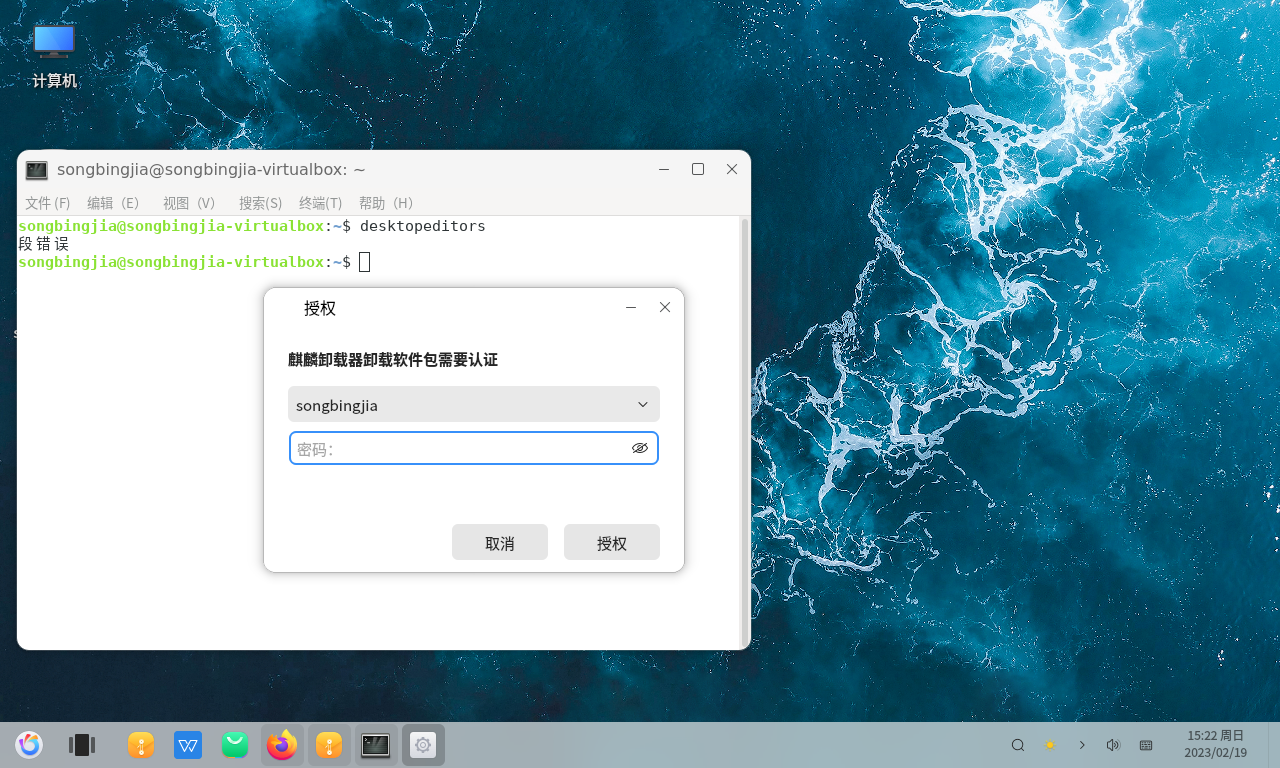 计算机
songbingjia@songbingjia-virtualbox: ~
文件 (F) 编辑（E） 视图（V） 搜索(S) 终端(T) 帮助（H）
songbingjia@songbingjia-virtualbox:~$ desktopeditors
段错误
songbingjia@songbingjia-virtualbox:~$
授权
麒麟卸载器卸载软件包需要认证
songbingjia
密码：
取消 授权
15:22 周日
2023/02/19